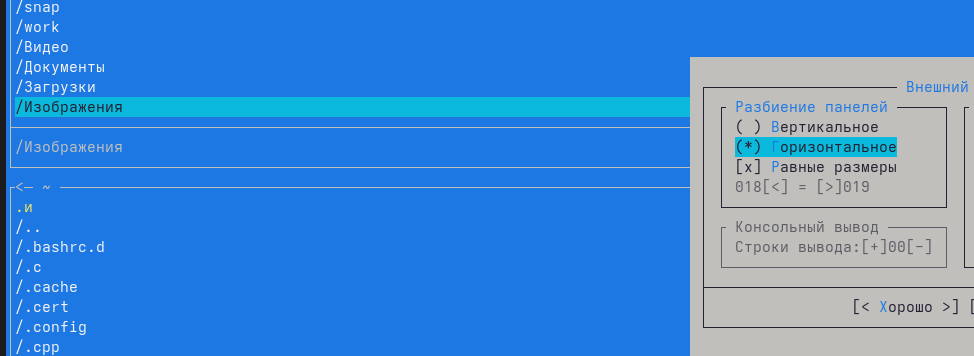 /snap
/work
/Видео
/Документы
/Загрузки
/Изображения
/Изображения
<─ ~
.и
/..
/.bashrc.d
/.c
/.cache
/.cert
/.config
/.cpp
Внешний
Разбиение панелей
( ) Вертикальное
(*) Горизонтальное
[x] Равные размеры
018[<] = [>]019
Консольный вывод
Строки вывода:[+]00[-]
[< Хорошо >] [